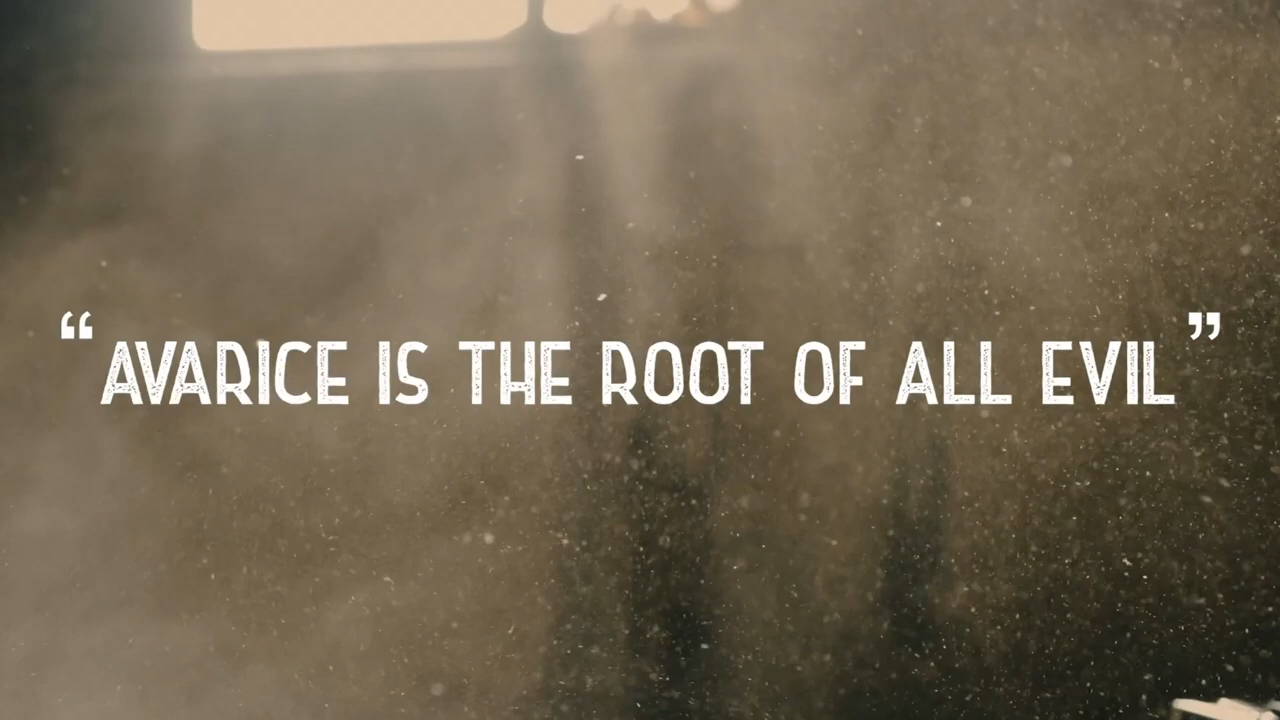 “AVARICE IS THE ROOT OF ALL EVIL”